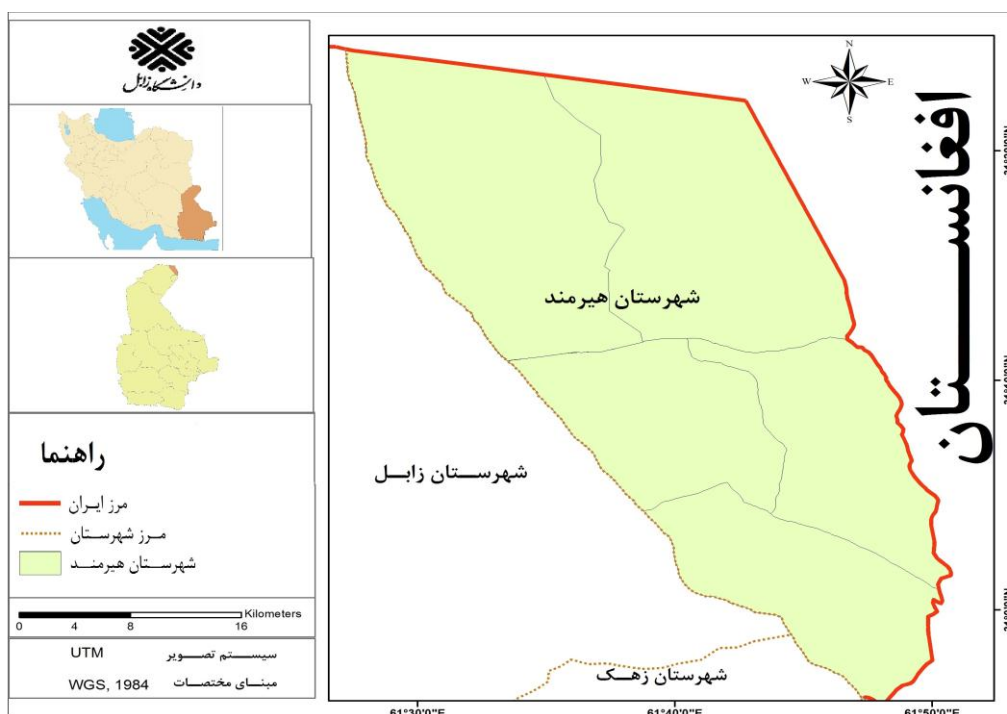 دانشگاه زابل
راهنما
مرز ایران
مرز شهرستان
شهرستان هیرمند
Kilometers
0 4 8 16
سیستم تصویر UTM
مبنای مختصات WGS, 1984
N
W E
S
افغانستان
شهرستان هیرمند
شهرستان زابل
شهرستان زهک
61°30'0"E 61°40'0"E 61°50'0"E